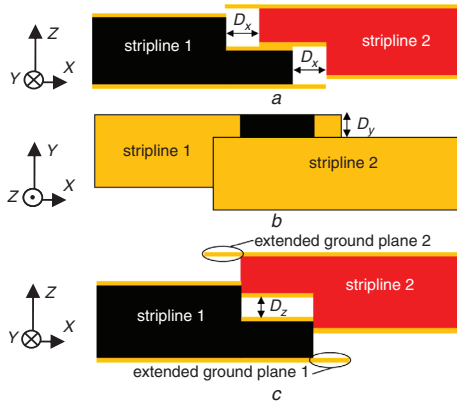 Z
Y
X
stripline 1
Dx
stripline 2
Dx
a
Y
Z
X
stripline 1
Dy
stripline 2
b
extended ground plane 2
Z
Y
X
stripline 1
Dz
stripline 2
extended ground plane 1
c